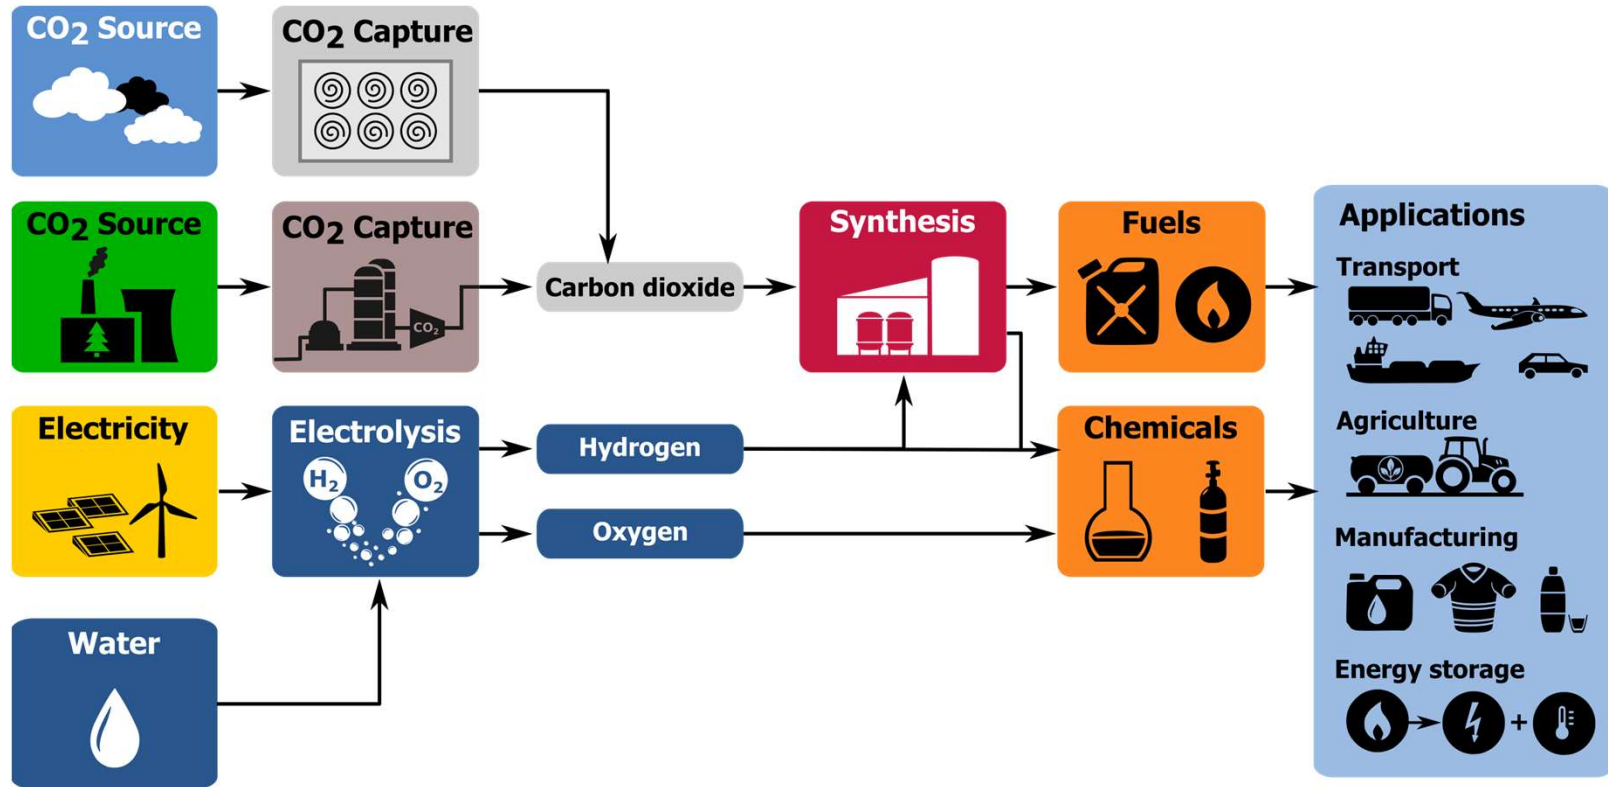 CO2 Source
CO2 Capture
CO2 Source
CO2 Capture
CO2
Carbon dioxide
Synthesis
Fuels
Electricity
Electrolysis
H2
O2
Hydrogen
Oxygen
Chemicals
Water
Applications
Transport
Agriculture
Manufacturing
Energy storage
+